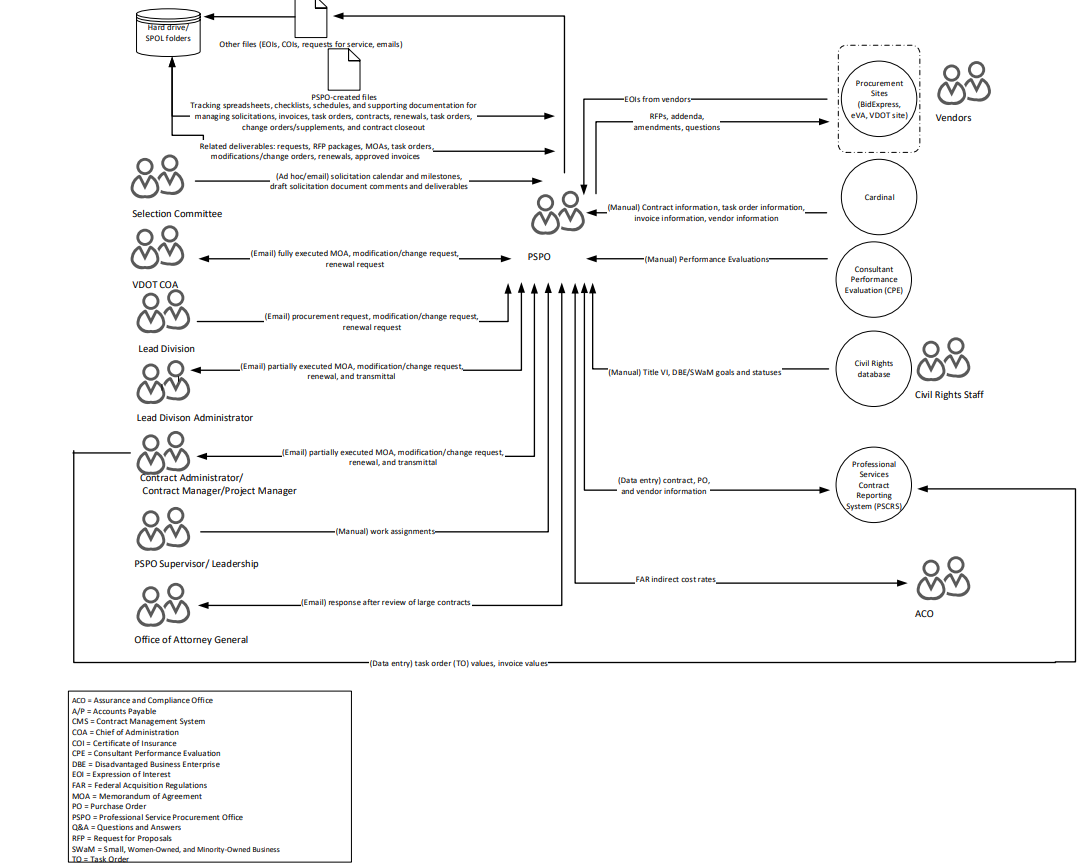 Hard drive/
SPOL folders
Other files (EOIs, COIs, requests for service, emails)
PSPO-created files
Tracking spreadsheets, checklists, schedules, and supporting documentation for
managing solicitations, invoices, task orders, contracts, renewals, task orders,
change orders/supplements, and contract closeout
Related deliverables: requests, RFP packages, MOAs, task orders,
modifications/change orders, renewals, approved invoices
(Ad hoc/email) solicitation calendar and milestones,
draft solicitation document comments and deliverables
Selection Committee
EOIs from vendors
RFPs, addenda,
amendments, questions
Procurement
Sites
(BidExpress,
eVA, VDOT site)
Vendors
Cardinal
(Manual) Contract information, task order information,
invoice information, vendor information
PSPO
(Email) fully executed MOA, modification/change request,
renewal request
VDOT COA
(Manual) Performance Evaluations
Consultant
Performance
Evaluation (CPE)
(Email) procurement request, modification/change request,
renewal request
Lead Division
(Email) partially executed MOA, modification/change request,
renewal, and transmittal
Lead Divison Administrator
(Manual) Title VI, DBE/SWaM goals and statuses
Civil Rights
database
Civil Rights Staff
(Email) partially executed MOA, modification/change request,
renewal, and transmittal
Contract Administrator/
Contract Manager/Project Manager
(Data entry) contract, PO,
and vendor information
Professional
Services
Contract
Reporting
System (PSCRS)
(Manual) work assignments
PSPO Supervisor/ Leadership
FAR indirect cost rates
ACO
(Email) response after review of large contracts
Office of Attorney General
(Data entry) task order (TO) values, invoice values
ACO = Assurance and Compliance Office
A/P = Accounts Payable
CMS = Contract Management System
COA = Chief of Administration
COI = Certificate of Insurance
CPE = Consultant Performance Evaluation
DBE = Disadvantaged Business Enterprise
EOI = Expression of Interest
FAR = Federal Acquisition Regulations
MOA = Memorandum of Agreement
PO = Purchase Order
PSPO = Professional Service Procurement Office
Q&A = Questions and Answers
RFP = Request for Proposals
SWaM = Small, Women-Owned, and Minority-Owned Business
TO = Task Order